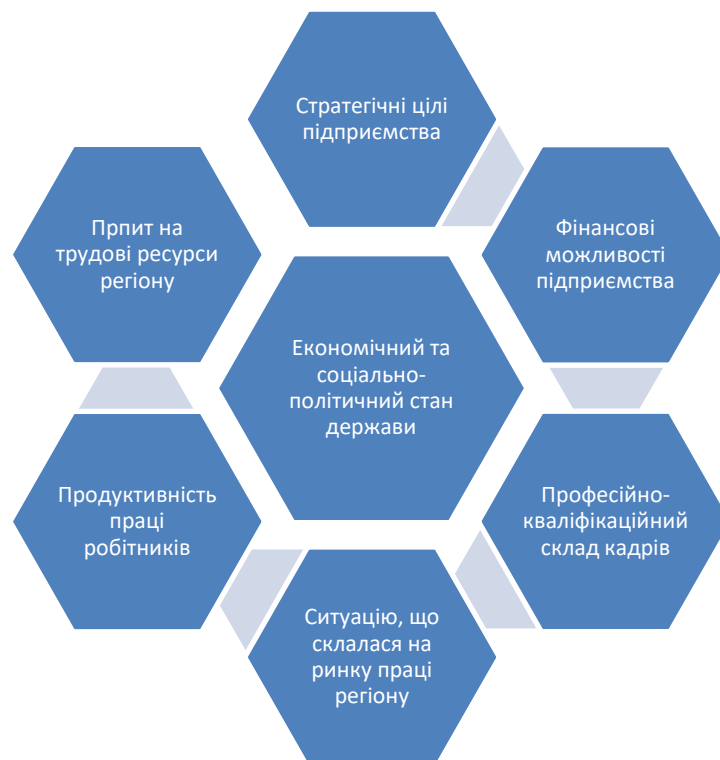 Стратегічні цілі
підприємства
Прпит на
трудові ресурси
регіону
Фінансові
можливості
підприємства
Економічний та
соціально-
політичний стан
держави
Продуктивність
праці
робітників
Професійно-
кваліфікаційний
склад кадрів
Ситуацію, що
склалася на
ринку праці
регіону